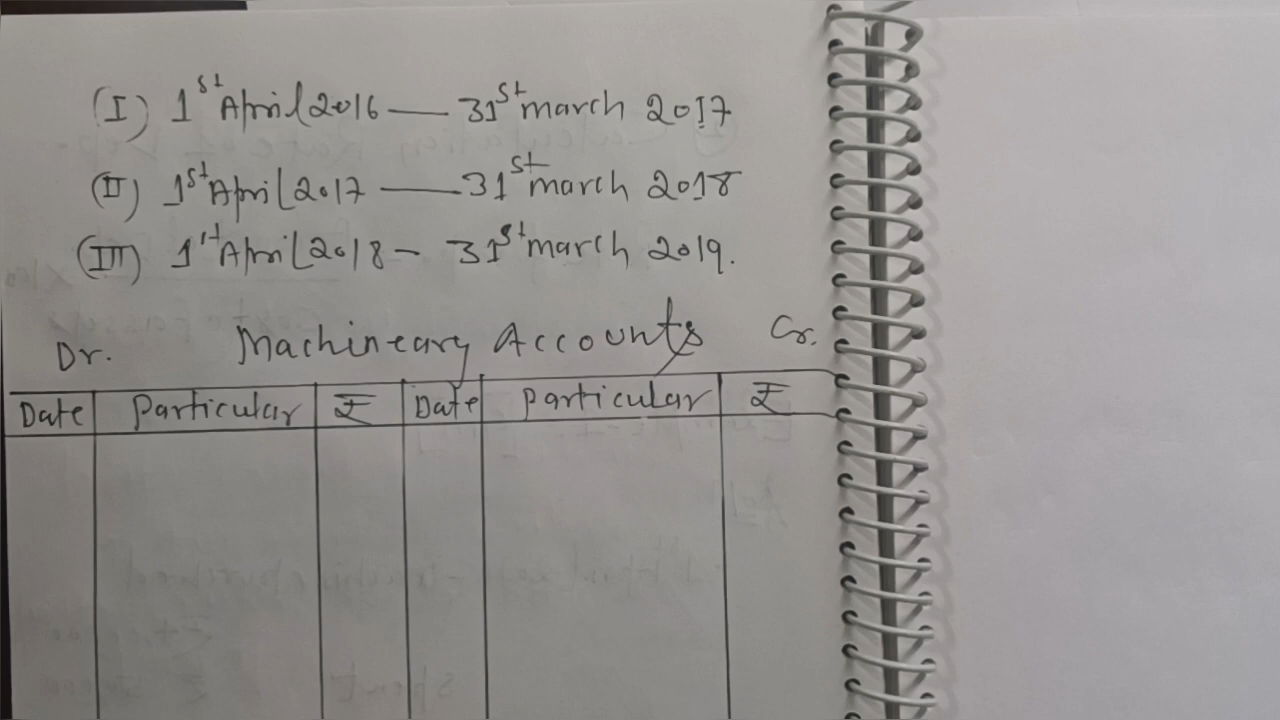 (I) 1st April 2016 — 31st march 2017
(II) 1st April 2017 — 31st march 2018
(III) 1st April 2018 - 31st march 2019.
Dr. Machineary Accounts Cr.
Date Particular ₹ Date Particular ₹